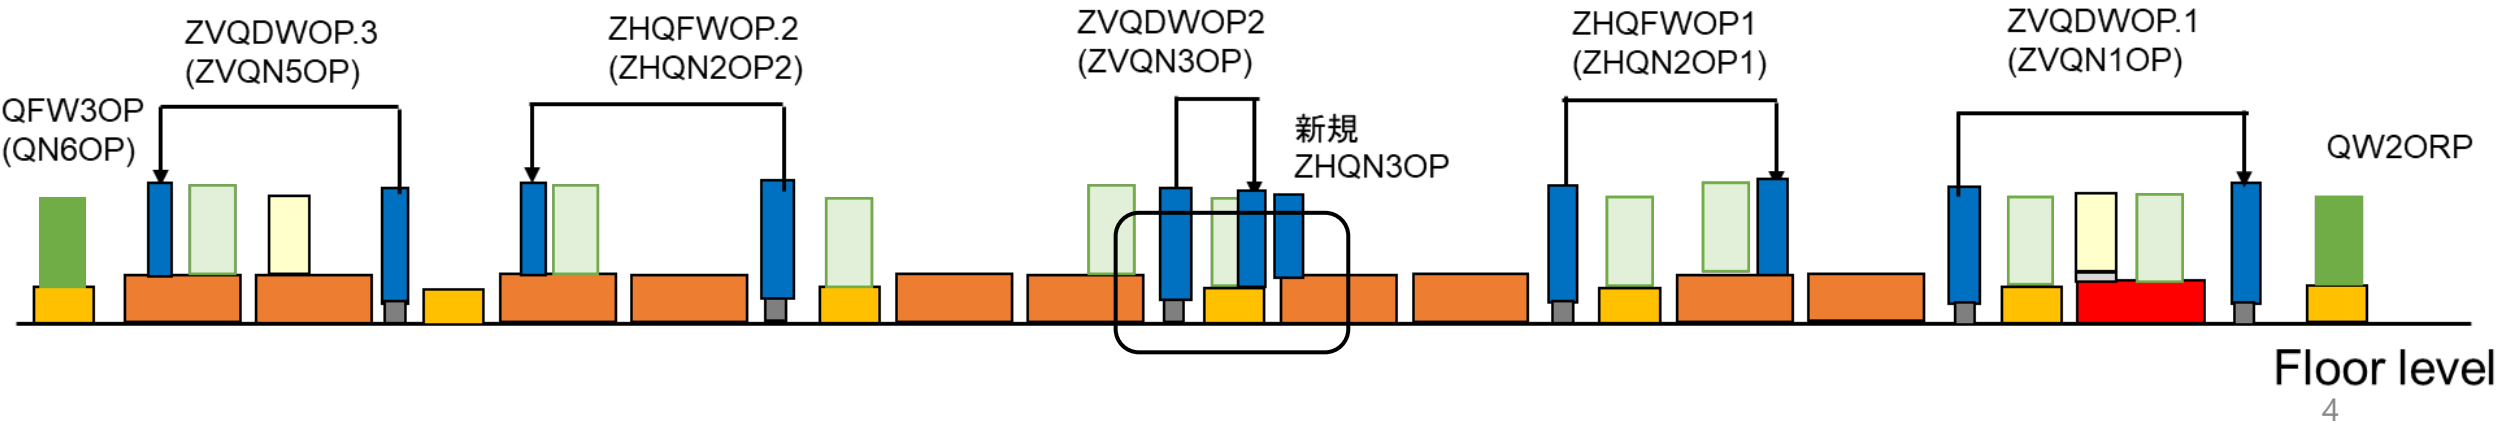 QFW3OP
(QN6OP)
ZVQDWOP.3
(ZVQN5OP)
ZHQFWOP.2
(ZHQN2OP2)
ZVQDWOP2
(ZVQN3OP)
新規
ZHQN3OP
ZHQFWOP1
(ZHQN2OP1)
ZVQDWOP.1
(ZVQN1OP)
QW2ORP
Floor level
4